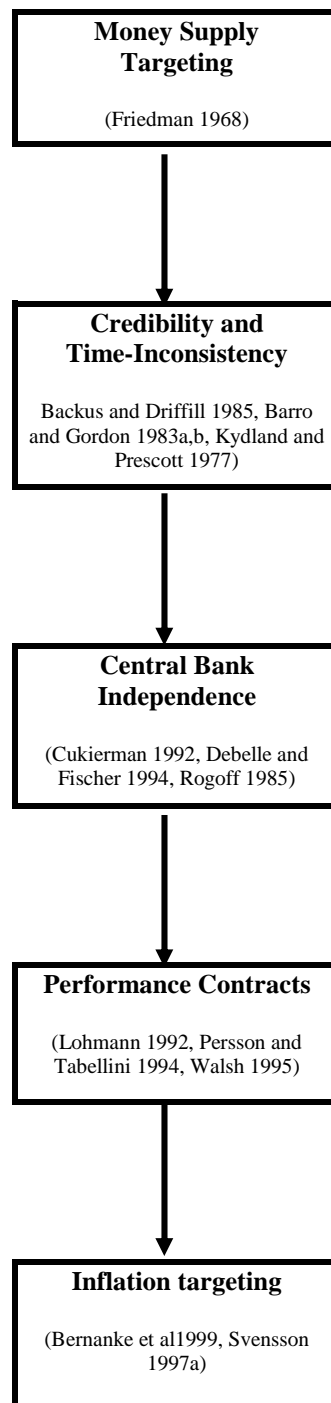 Money Supply
Targeting
(Friedman 1968)
Credibility and
Time-Inconsistency
Backus and Driffill 1985, Barro
and Gordon 1983a,b, Kydland and
Prescott 1977)
Central Bank
Independence
(Cukierman 1992, Debelle and
Fischer 1994, Rogoff 1985)
Performance Contracts
(Lohmann 1992, Persson and
Tabellini 1994, Walsh 1995)
Inflation targeting
(Bernanke et al1999, Svensson
1997a)